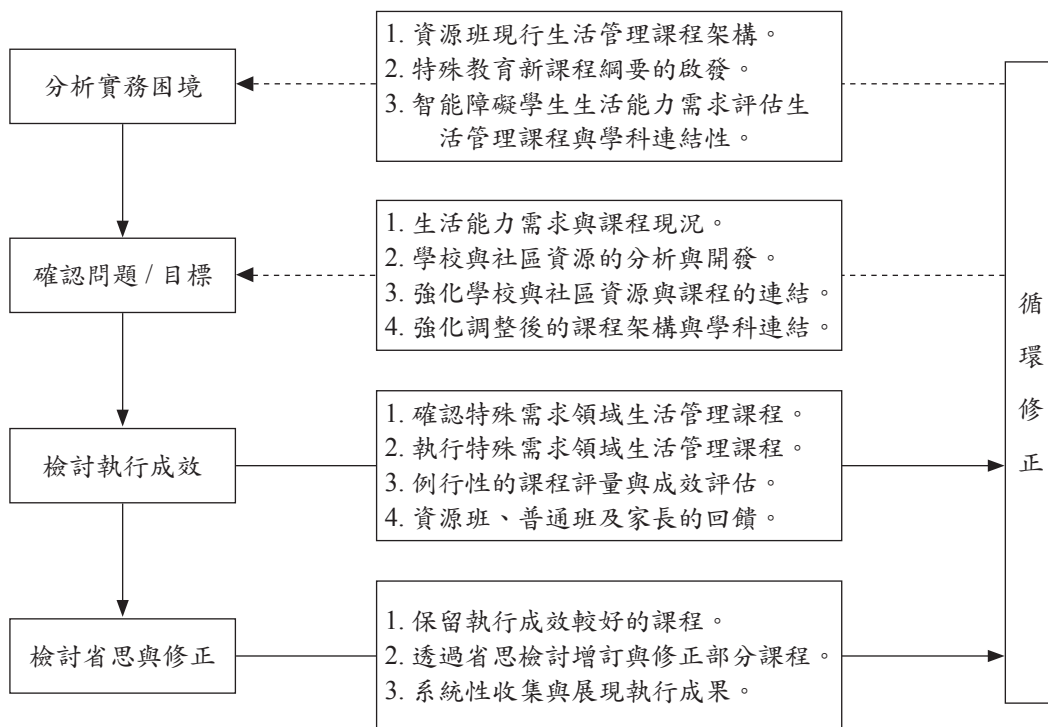 分析實務困境
1. 資源班現行生活管理課程架構。
2. 特殊教育新課程綱要的啟發。
3. 智能障礙學生生活能力需求評估生
活管理課程與學科連結性。
確認問題 / 目標
1. 生活能力需求與課程現況。
2. 學校與社區資源的分析與開發。
3. 強化學校與社區資源與課程的連結。
4. 強化調整後的課程架構與學科連結。
檢討執行成效
1. 確認特殊需求領域生活管理課程。
2. 執行特殊需求領域生活管理課程。
3. 例行性的課程評量與成效評估。
4. 資源班、普通班及家長的回饋。
檢討省思與修正
1. 保留執行成效較好的課程。
2. 透過省思檢討增訂與修正部分課程。
3. 系統性收集與展現執行成果。
循
環
修
正